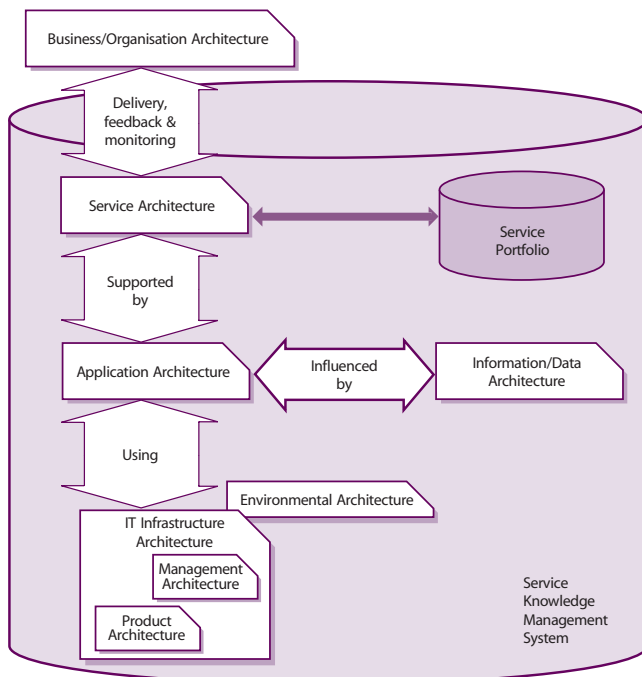 Business/Organisation Architecture
Delivery,
feedback &
monitoring
Service Architecture
Service
Portfolio
Supported
by
Application Architecture
Influenced
by
Information/Data
Architecture
Using
Environmental Architecture
IT Infrastructure
Architecture
Management
Architecture
Product
Architecture
Service
Knowledge
Management
System